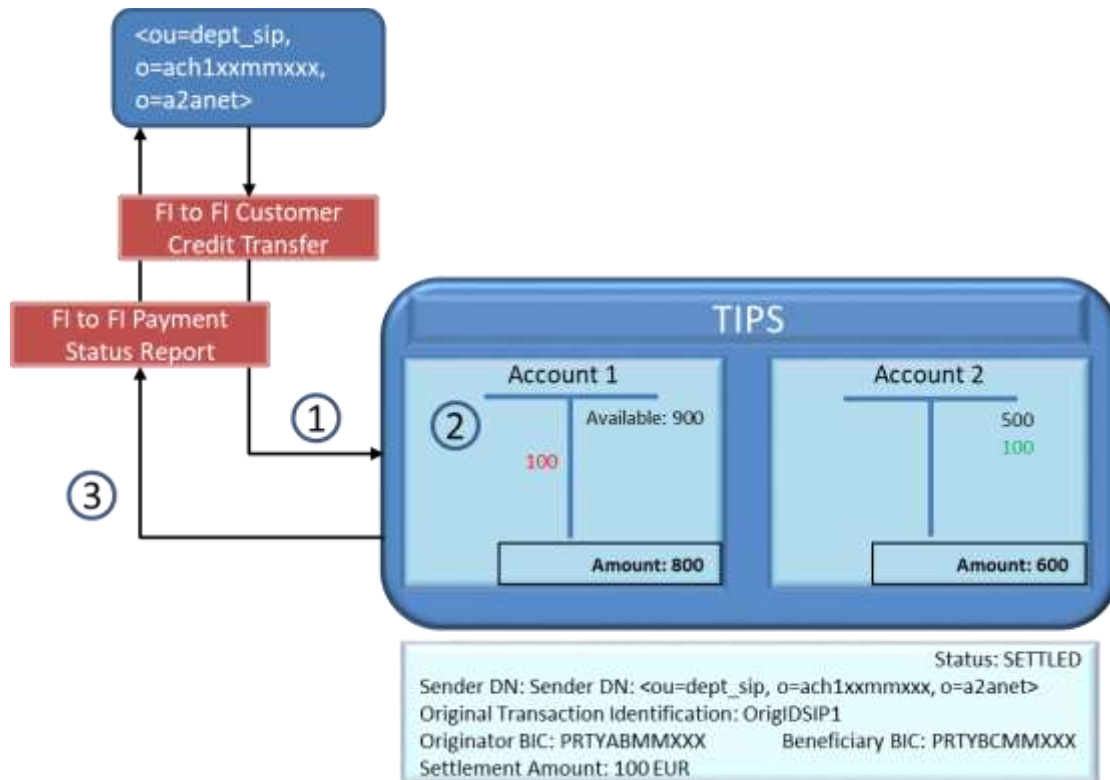 <ou=dept_sip,
o=ach1xxmmxxx,
o=a2anet>
FI to FI Customer
Credit Transfer
FI to FI Payment
Status Report
TIPS
1
2
3
Account 1
Available: 900
100
Amount: 800
Account 2
500
100
Amount: 600
Status: SETTLED
Sender DN: Sender DN: <ou=dept_sip, o=ach1xxmmxxx, o=a2anet>
Original Transaction Identification: OrigIDSIP1
Originator BIC: PRTYABMMXXX Beneficiary BIC: PRTYBCMMXXX
Settlement Amount: 100 EUR